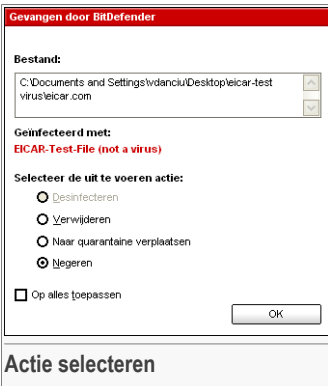 Gevangen door BitDefender
Bestand:
C:\Documents and Settings\vdanciu\Desktop\eicar-test
virus\eicar.com
Geïnfecteerd met:
EICAR-Test-File (not a virus)
Selecteer de uit te voeren actie:
Desinfecteren
Verwijderen
Naar quarantaine verplaatsen
Negeren
Op alles toepassen
OK
Actie selecteren